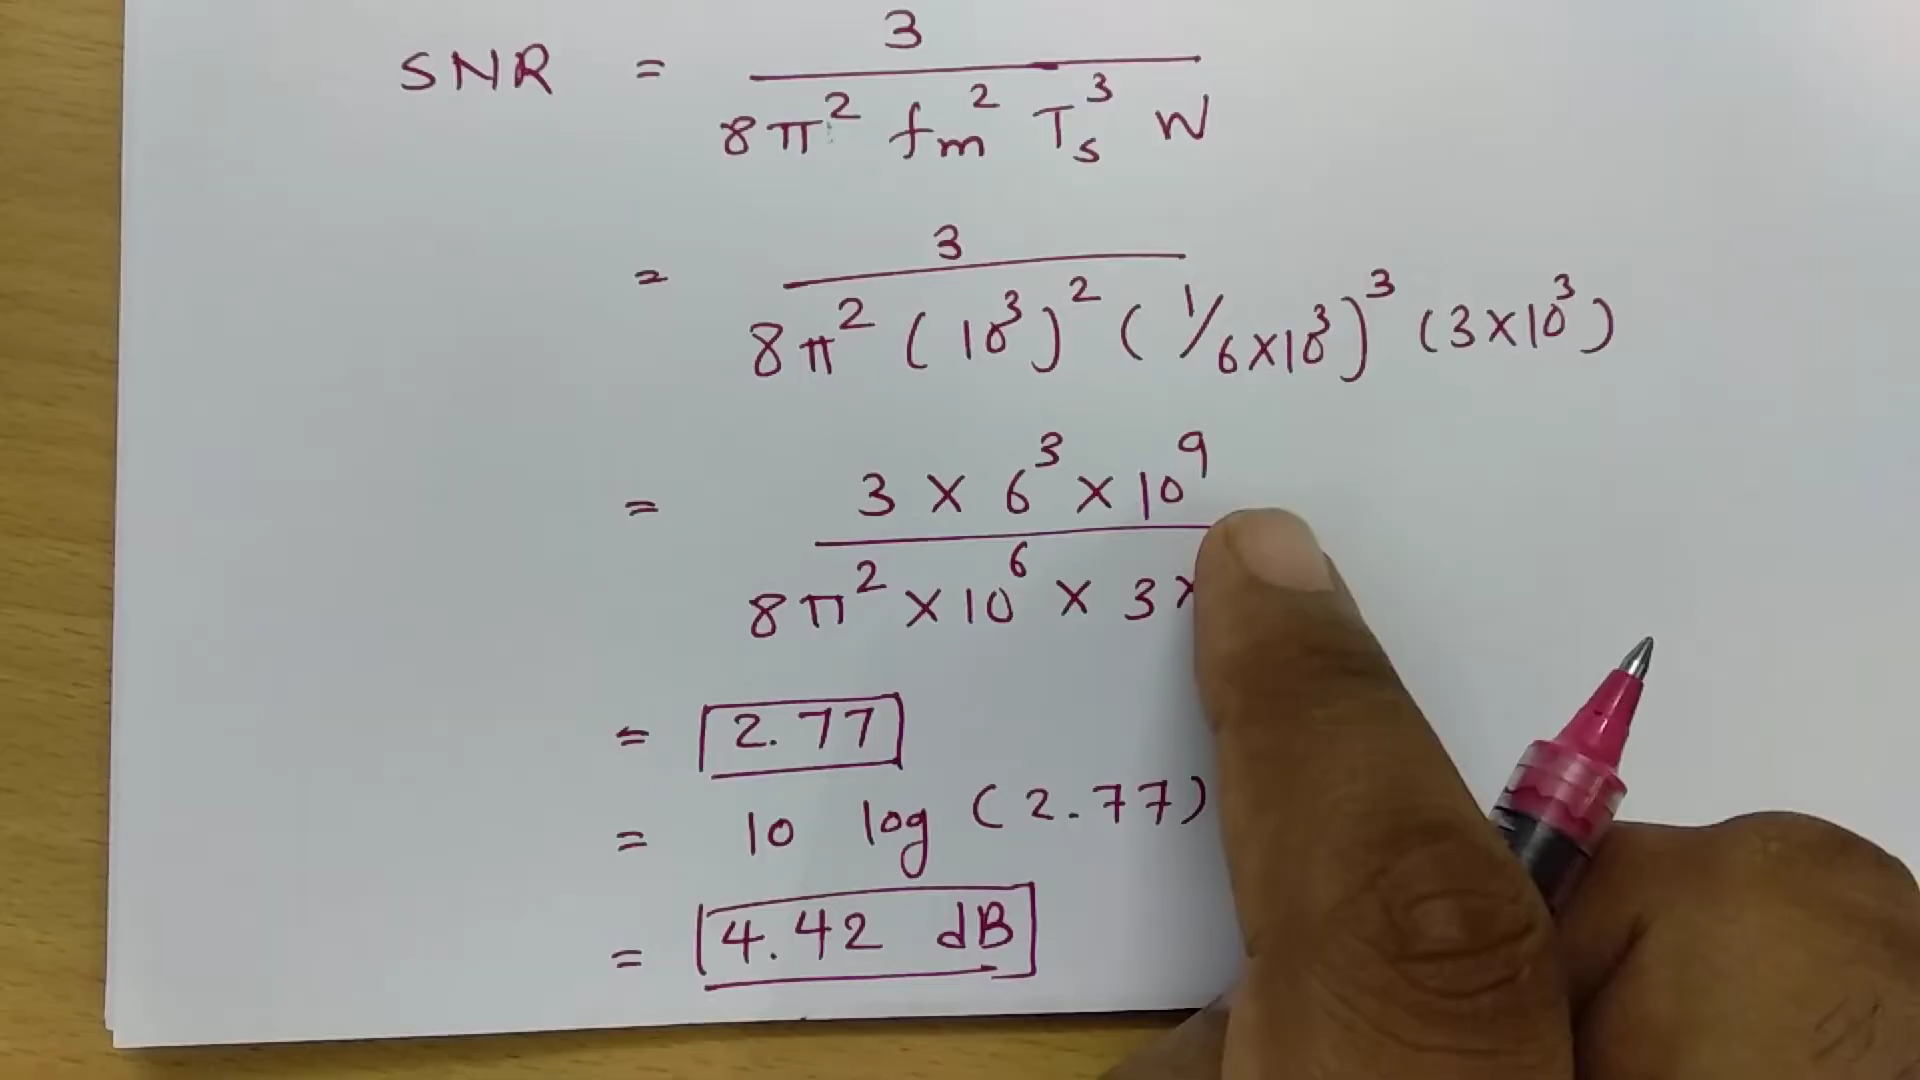 SNR = 3 / 8π² fm² Ts³ W
= 3 / 8π² (10³)² (1/6×10³)³ (3×10³)
= 3 × 6³ × 10⁹ / 8π² × 10⁶ × 3 ×
= 2.77
= 10 log (2.77)
= 4.42 dB